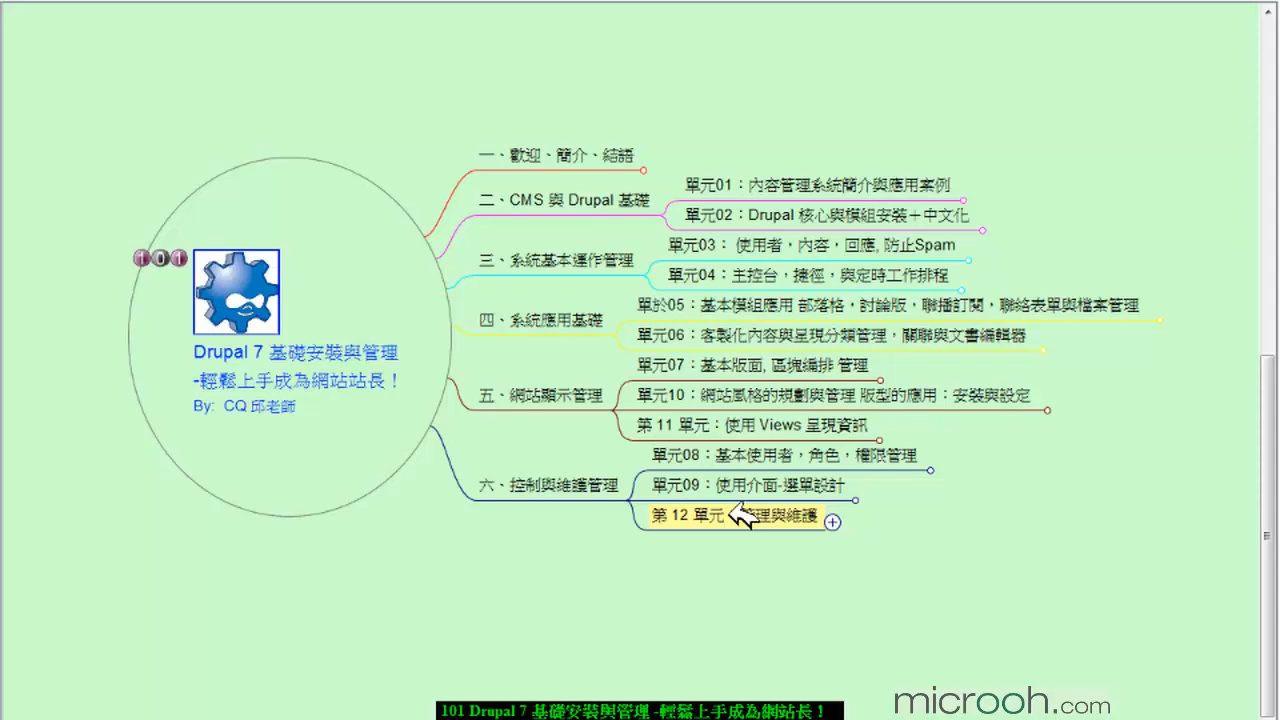 一、歡迎、簡介、結語
二、CMS 與 Drupal 基礎
單元01：內容管理系統簡介與應用案例
單元02：Drupal 核心與模組安裝＋中文化
三、系統基本運作管理
單元03： 使用者，內容，回應, 防止Spam
單元04：主控台，捷徑，與定時工作排程
四、系統應用基礎
單於05：基本模組應用 部落格，討論版，聯播訂閱，聯絡表單與檔案管理
單元06：客製化內容與呈現分類管理，關聯與文書編輯器
五、網站顯示管理
單元07：基本版面, 區塊編排 管理
單元10：網站風格的規劃與管理 版型的應用：安裝與設定
第 11 單元：使用 Views 呈現資訊
六、控制與維護管理
單元08：基本使用者，角色，權限管理
單元09：使用介面-選單設計
第 12 單元 理與維護
101
Drupal 7 基礎安裝與管理
-輕鬆上手成為網站站長！
By: CQ 邱老師
101 Drupal 7 基礎安裝與管理 -輕鬆上手成為網站站長！
microoh.com